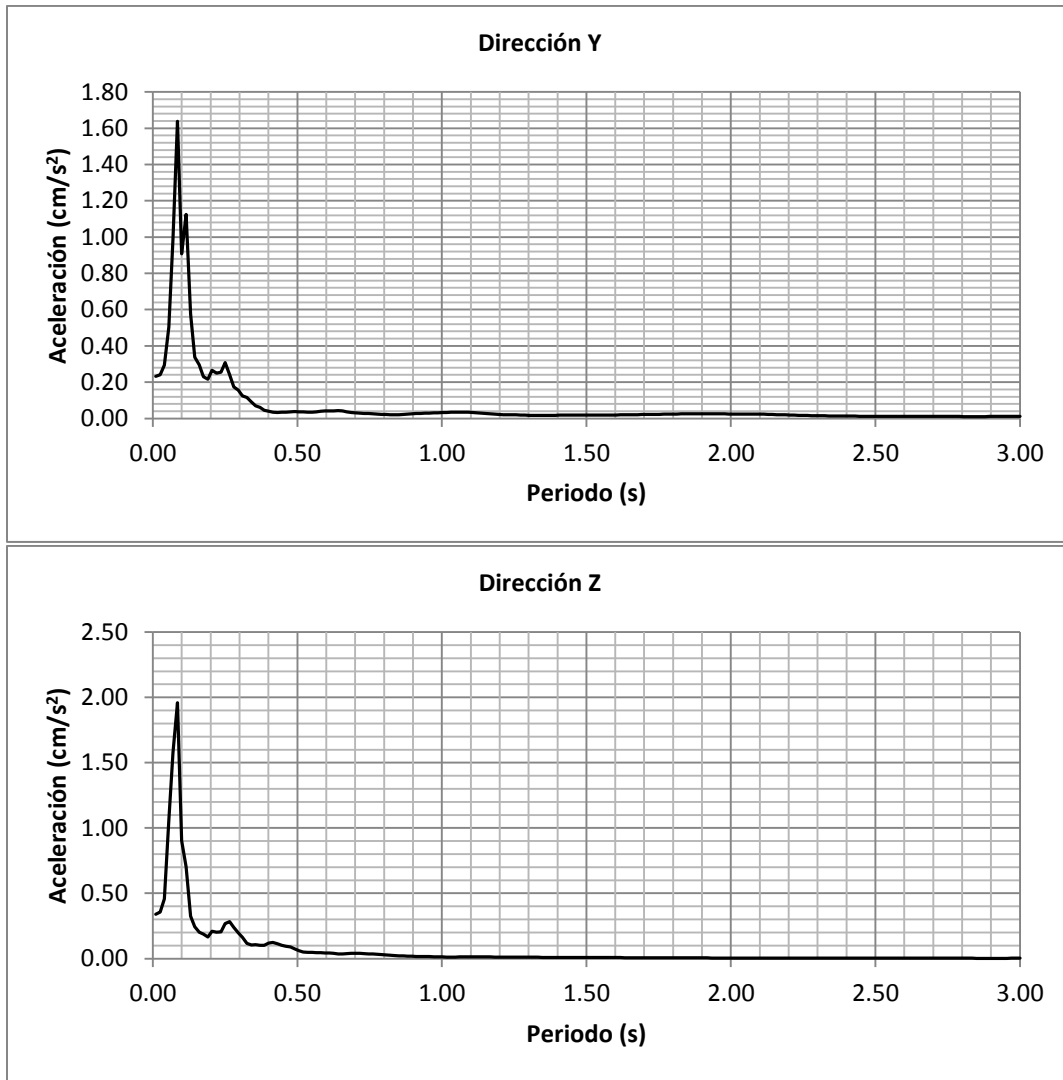 Dirección Y
Aceleración (cm/s²)
1.80
1.60
1.40
1.20
1.00
0.80
0.60
0.40
0.20
0.00
0.00 0.50 1.00 1.50 2.00 2.50 3.00
Periodo (s)
Dirección Z
Aceleración (cm/s²)
2.50
2.00
1.50
1.00
0.50
0.00
0.00 0.50 1.00 1.50 2.00 2.50 3.00
Periodo (s)